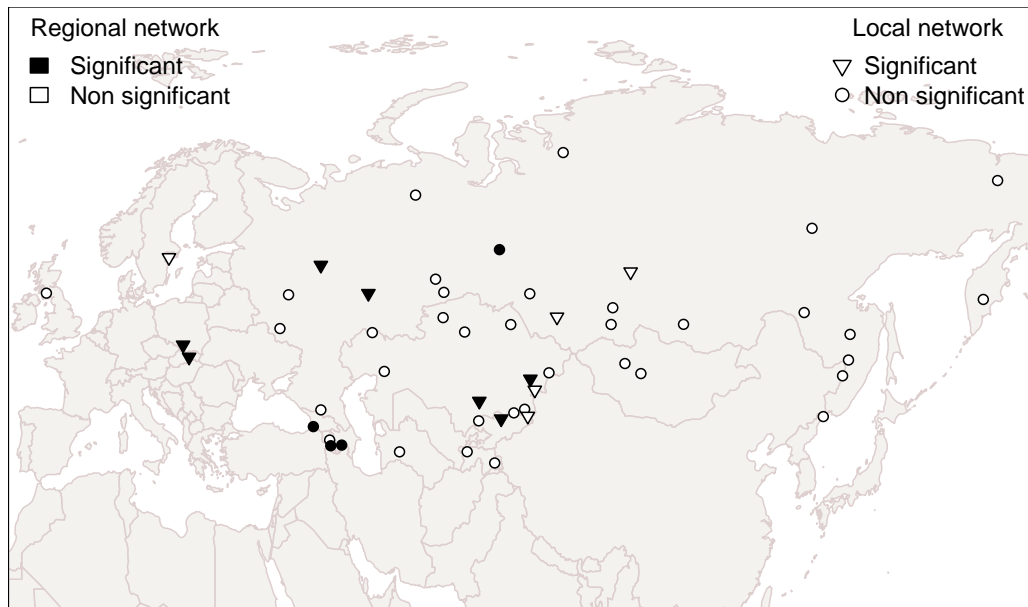 Regional network
Significant
Non significant
Local network
Significant
Non significant